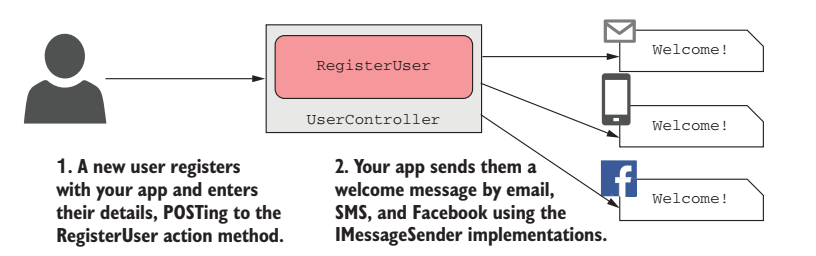 RegisterUser
UserController
Welcome!
Welcome!
Welcome!
1. A new user registers
with your app and enters
their details, POSTing to the
RegisterUser action method.
2. Your app sends them a
welcome message by email,
SMS, and Facebook using the
IMessageSender implementations.